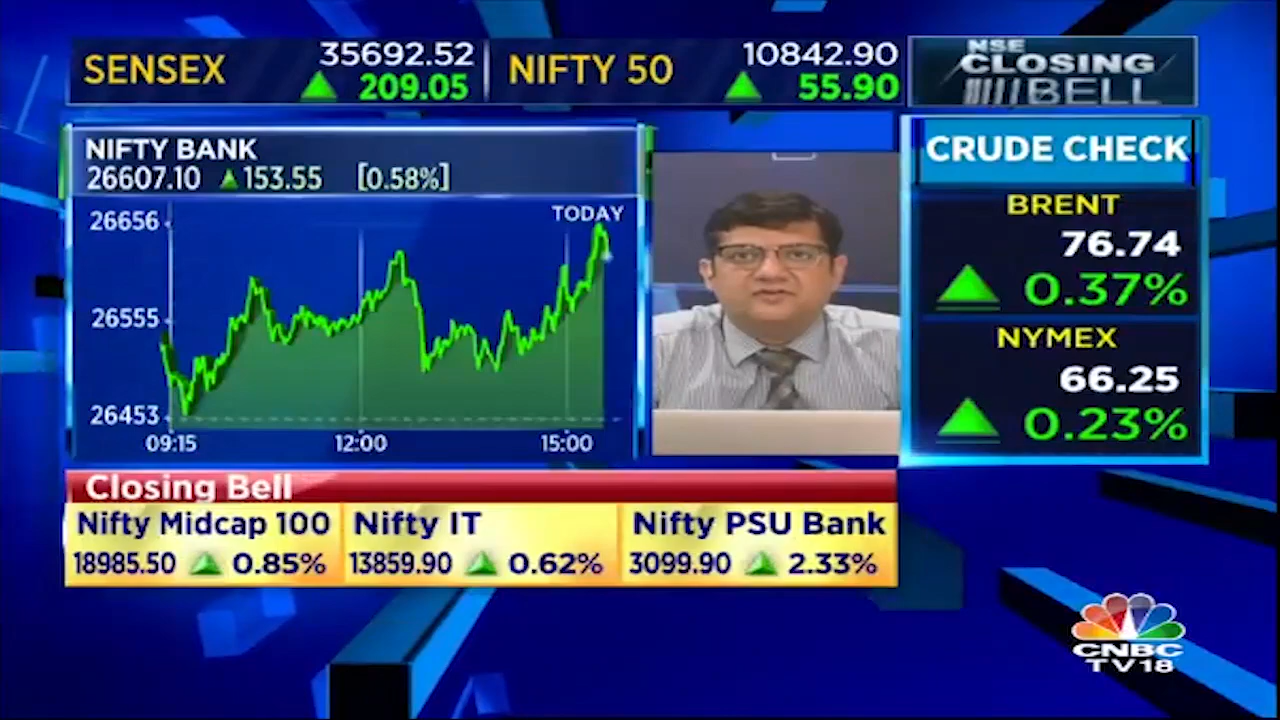 SENSEX
35692.52
209.05
NIFTY 50
10842.90
55.90
NSE
CLOSING
BELL
NIFTY BANK
26607.10 153.55 [0.58%]
TODAY
26656
26555
26453
09:15 12:00 15:00
CRUDE CHECK
BRENT
76.74
0.37%
NYMEX
66.25
0.23%
Closing Bell
Nifty Midcap 100
18985.50 0.85%
Nifty IT
13859.90 0.62%
Nifty PSU Bank
3099.90 2.33%
CNBC
TV18